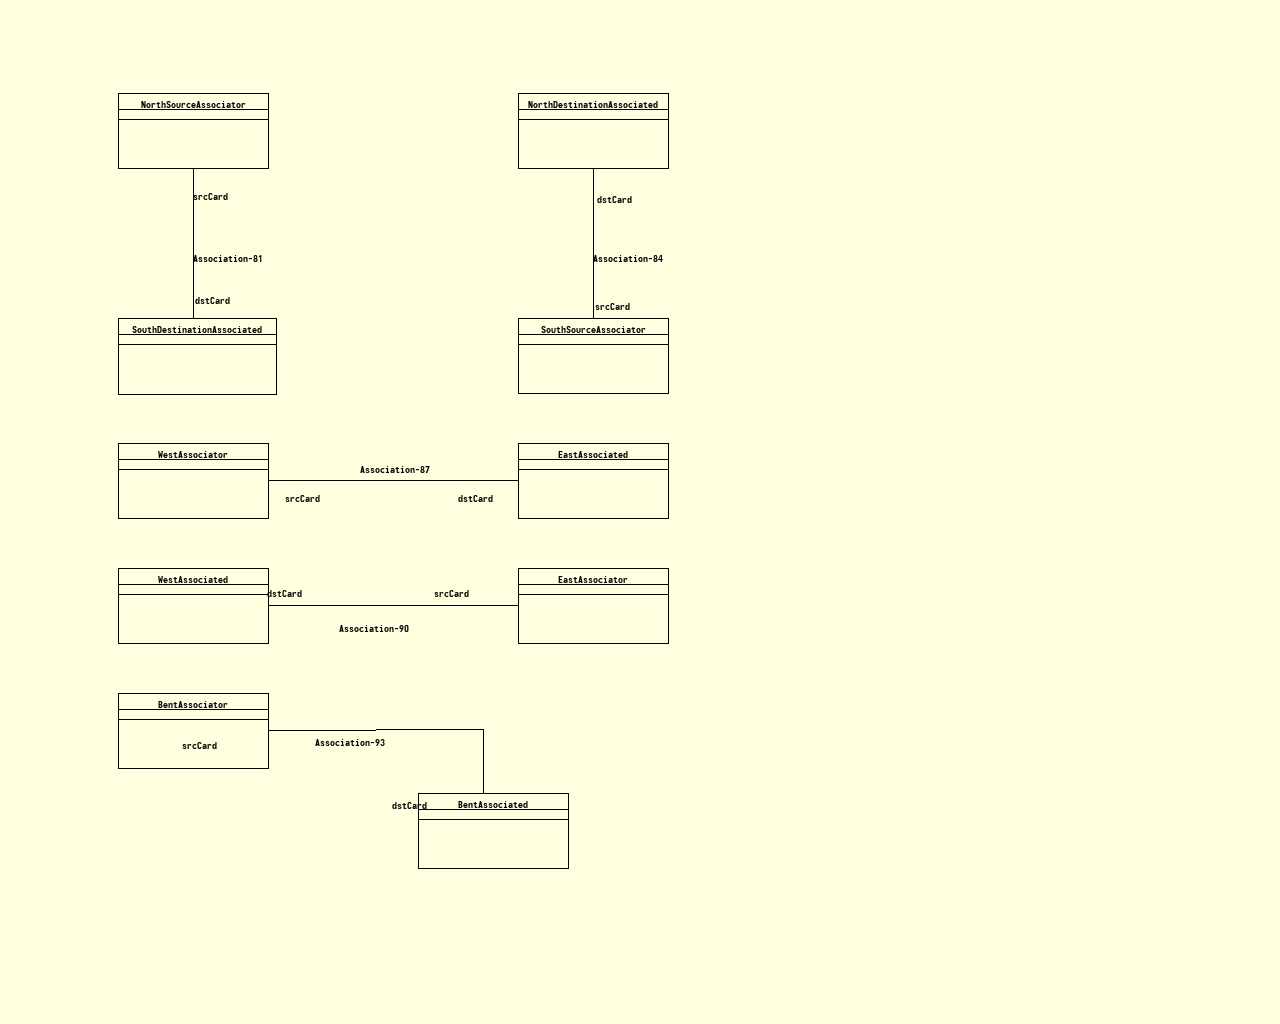 NorthSourceAssociator
NorthDestinationAssociated
srcCard
dstCard
Association-81
Association-84
dstCard
srcCard
SouthDestinationAssociated
SouthSourceAssociator
WestAssociator
EastAssociated
Association-87
srcCard
dstCard
WestAssociated
EastAssociator
dstCard
srcCard
Association-90
BentAssociator
srcCard
Association-93
dstCard
BentAssociated